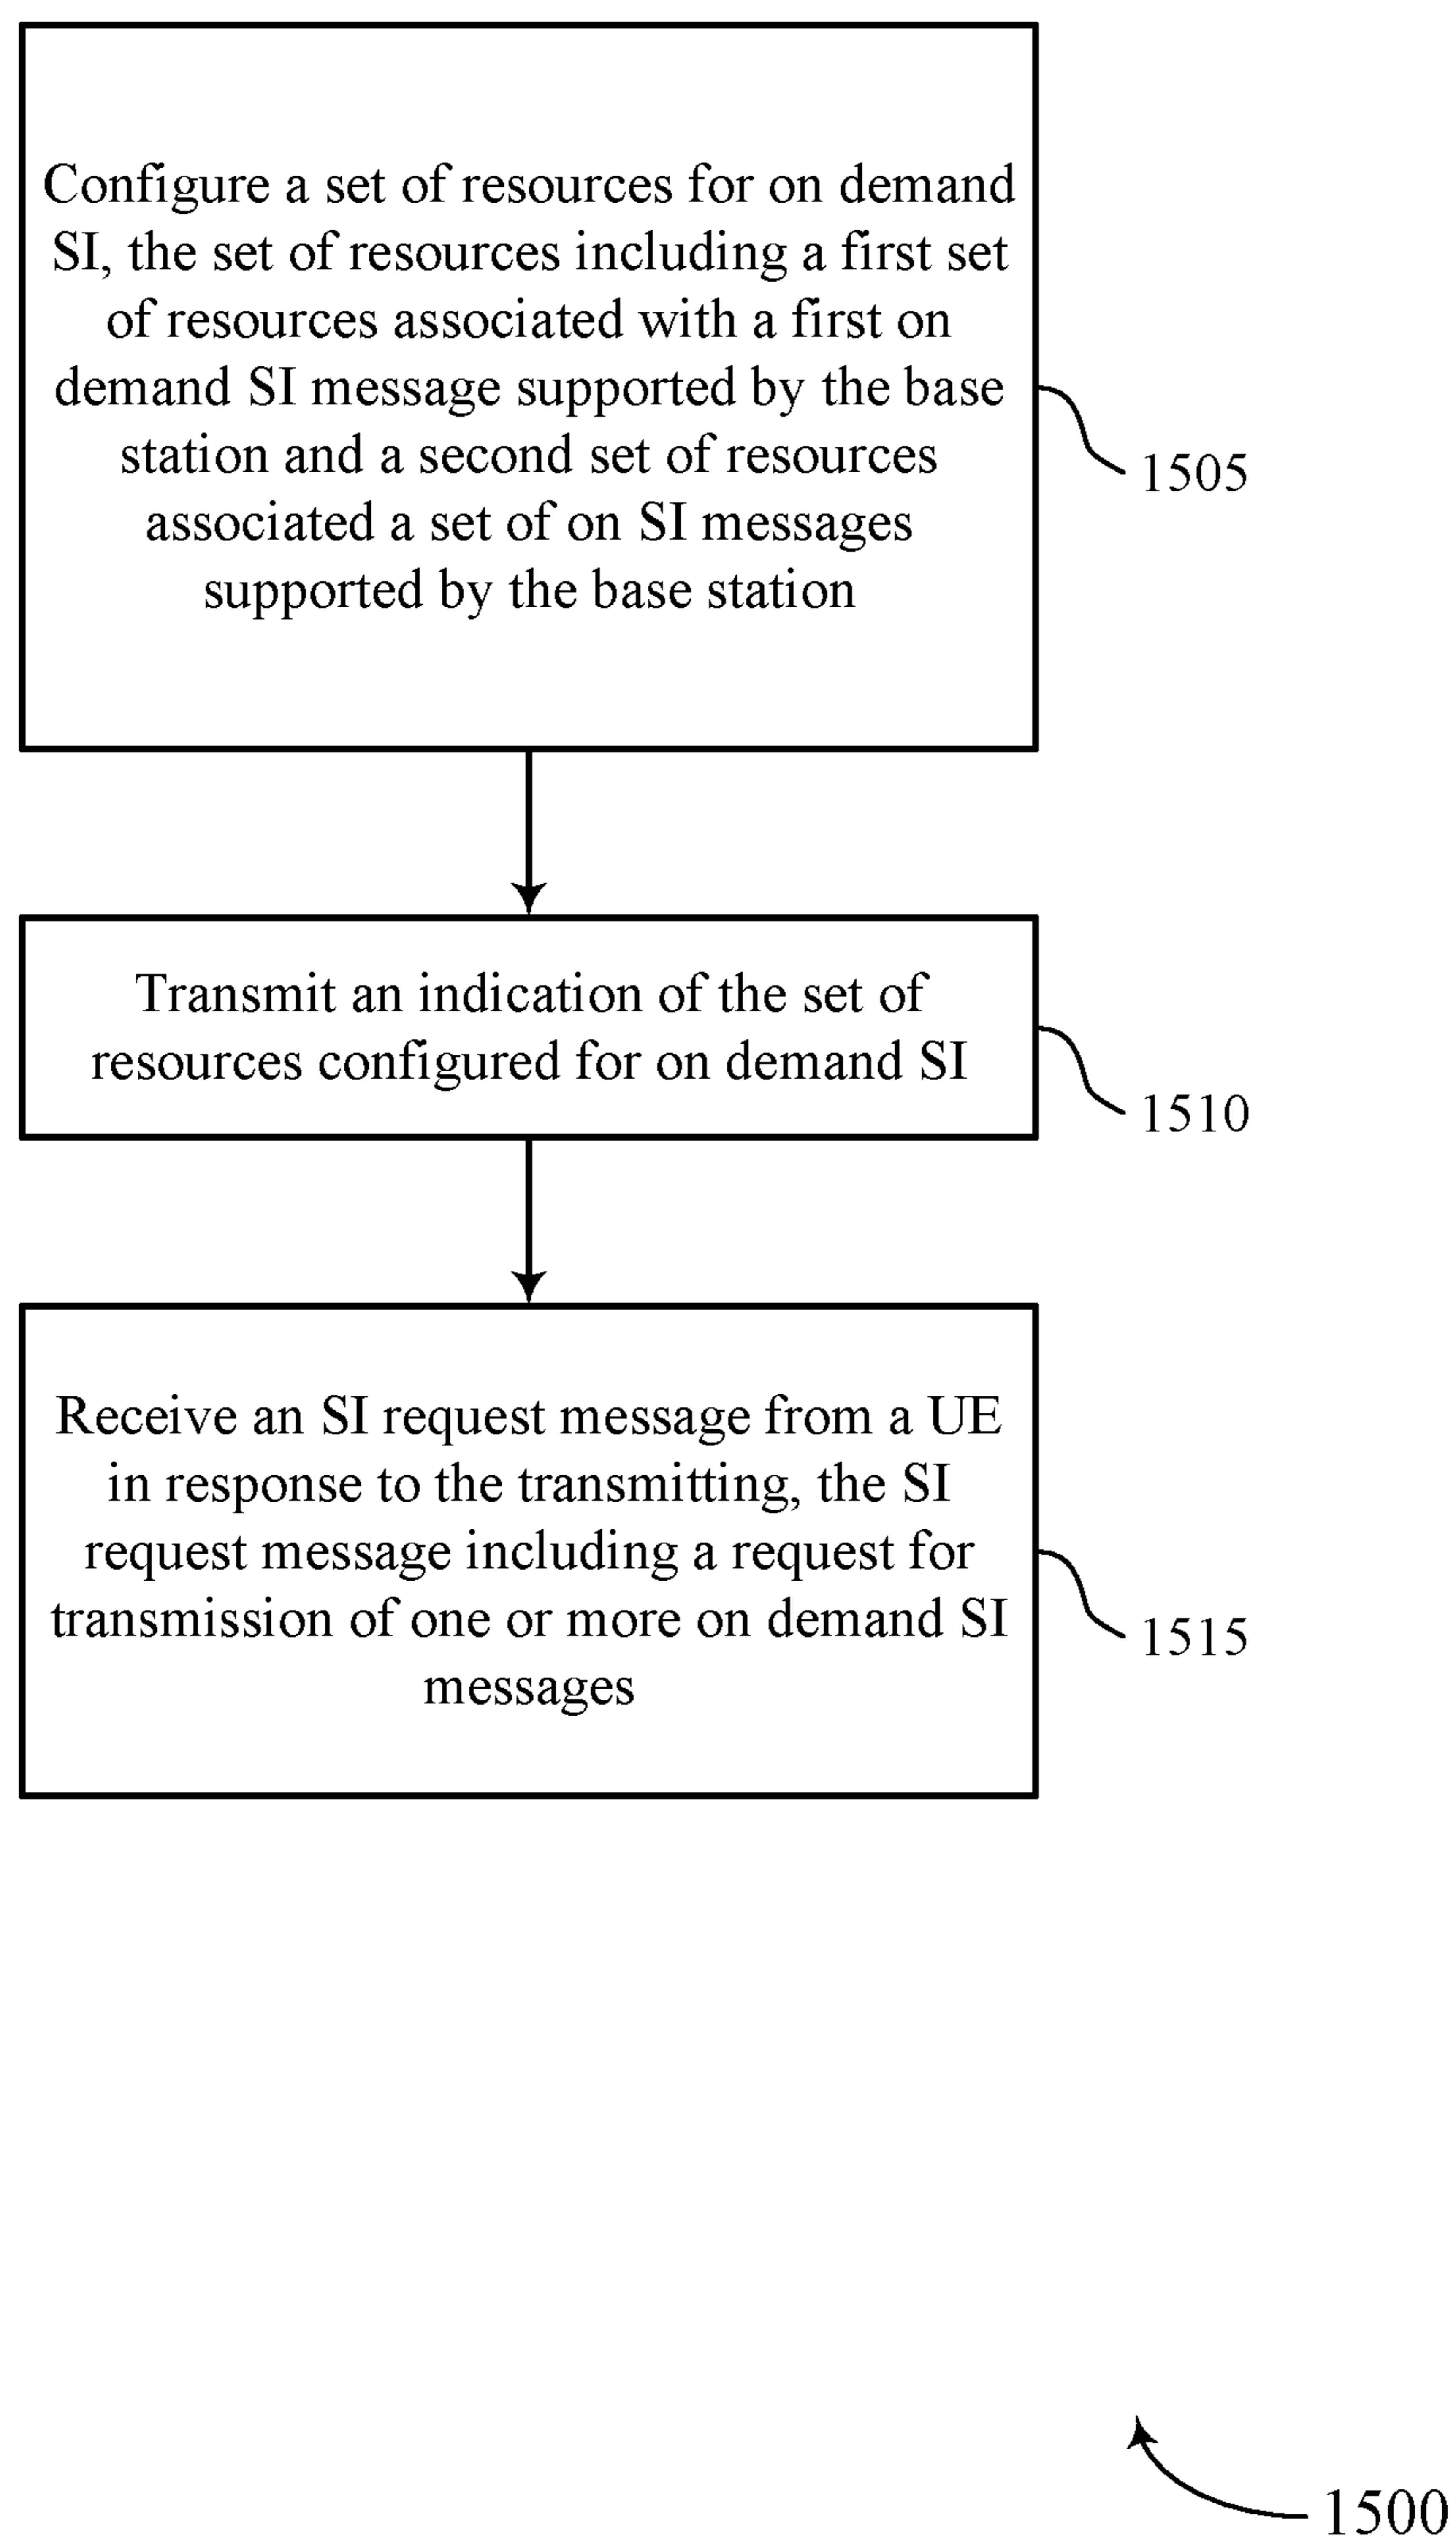 Configure a set of resources for on demand
SI, the set of resources including a first set
of resources associated with a first on
demand SI message supported by the base
station and a second set of resources
associated a set of on SI messages
supported by the base station
1505
Transmit an indication of the set of
resources configured for on demand SI
1510
Receive an SI request message from a UE
in response to the transmitting, the SI
request message including a request for
transmission of one or more on demand SI
messages
1515
1500